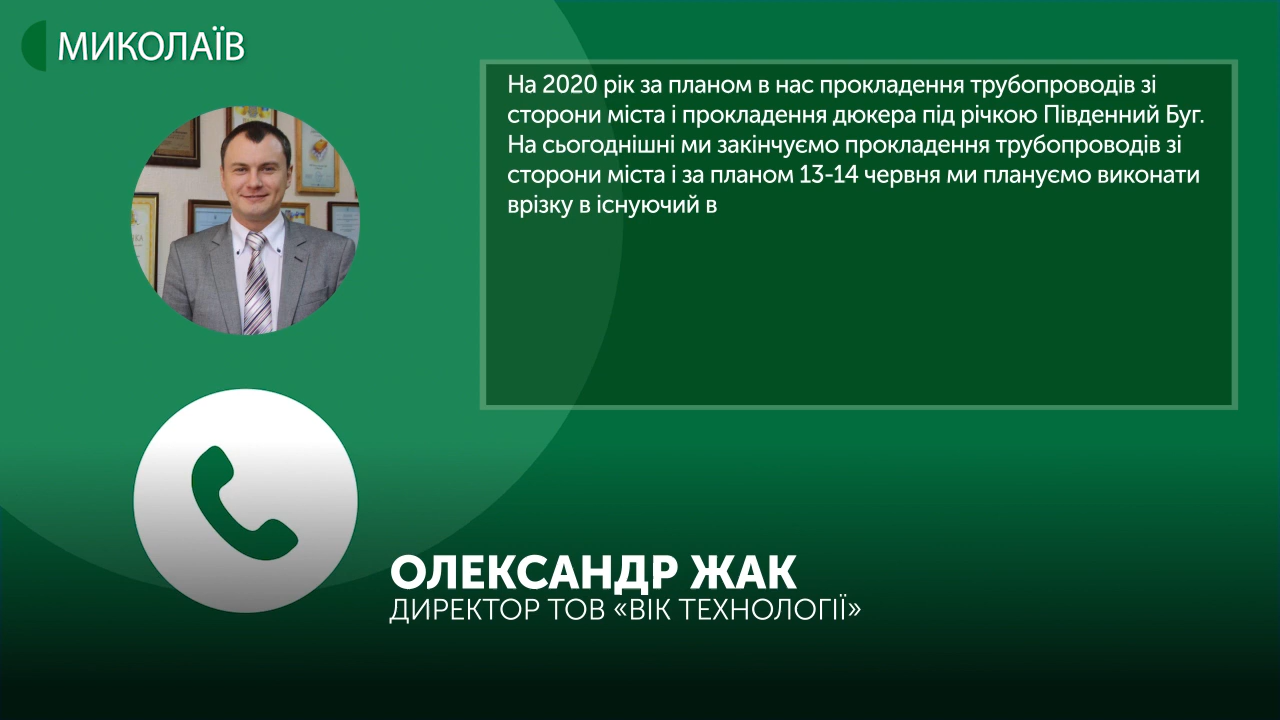 МИКОЛАЇВ
На 2020 рік за планом в нас прокладення трубопроводів зі
сторони міста і прокладення дюкера під річкою Південний Буг.
На сьогоднішні ми закінчуємо прокладення трубопроводів зі
сторони міста і за планом 13-14 червня ми плануємо виконати
врізку в існуючий в
ОЛЕКСАНДР ЖАК
ДИРЕКТОР ТОВ «ВІК ТЕХНОЛОГІЇ»